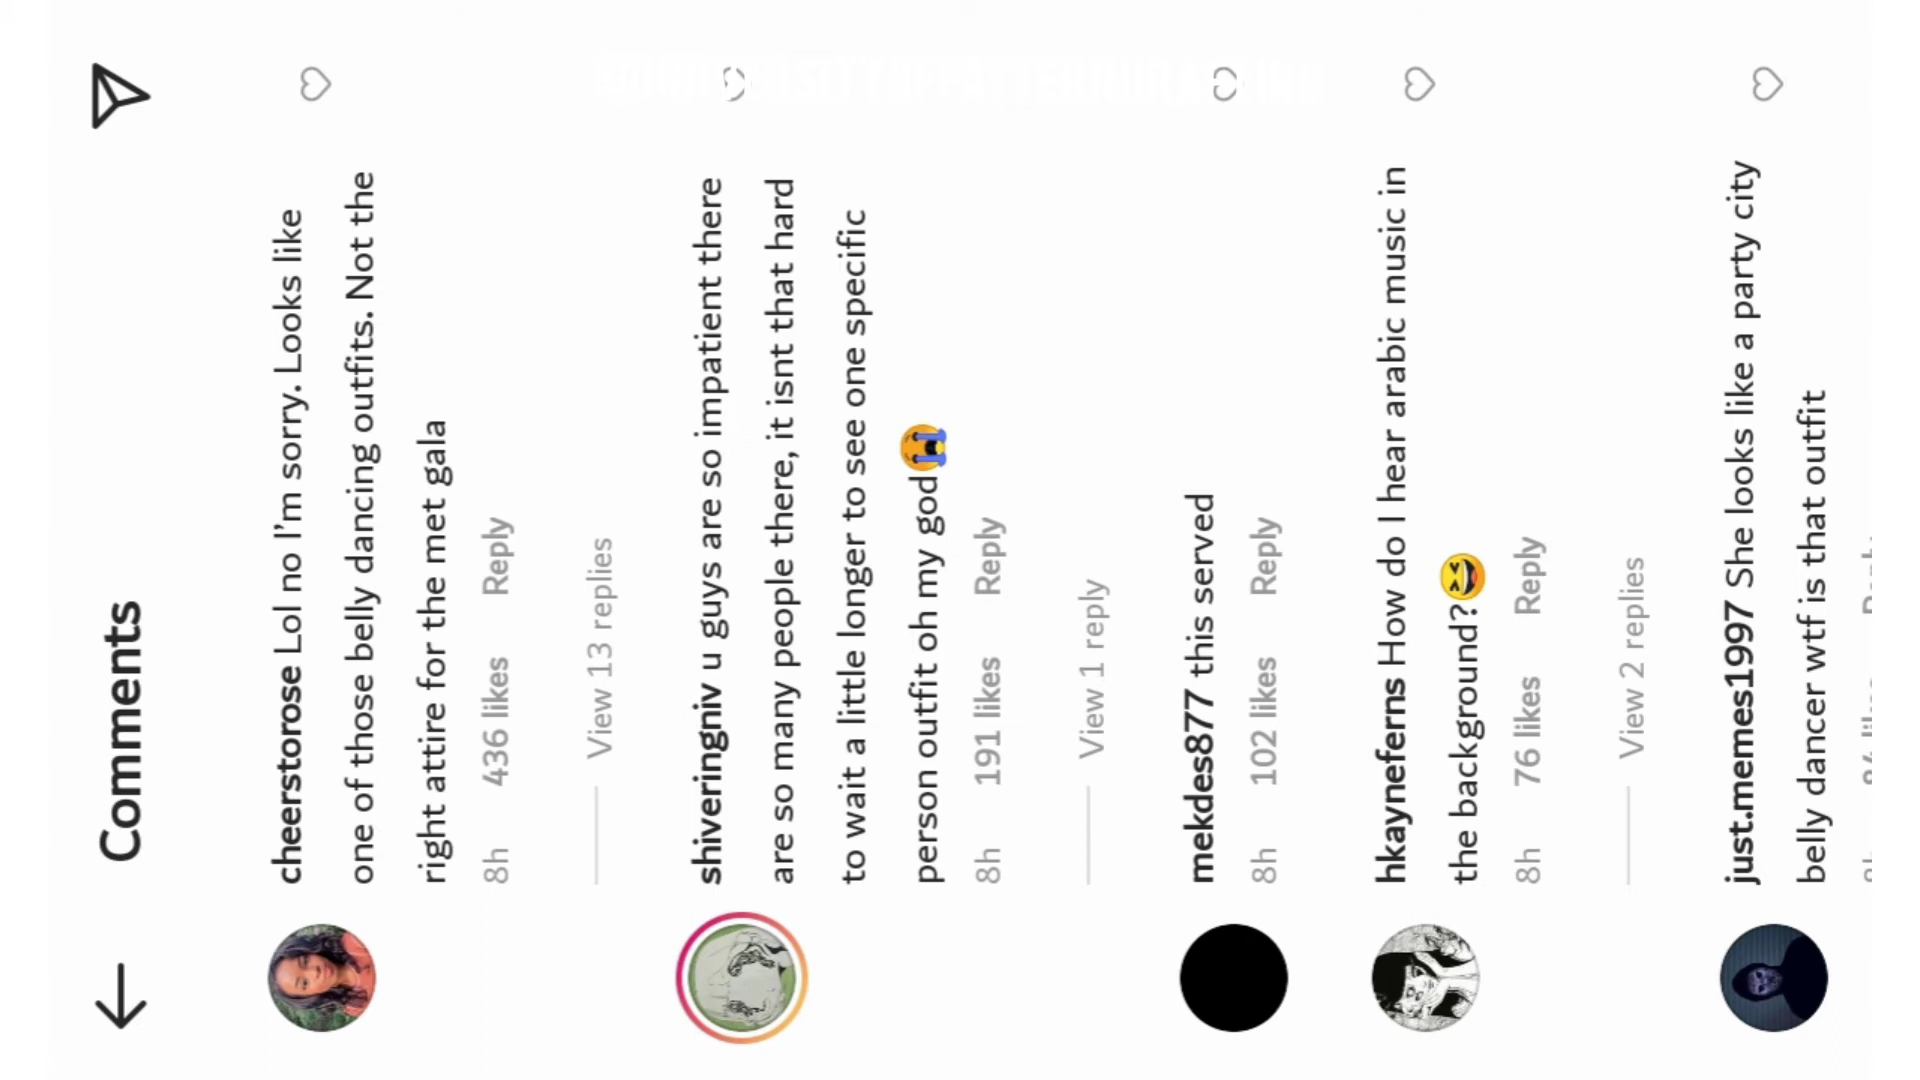 Comments
cheerstorose Lol no I'm sorry. Looks like
one of those belly dancing outfits. Not the
right attire for the met gala
8h 436 likes Reply
View 13 replies
shiveringniv u guys are so impatient there
are so many people there, it isnt that hard
to wait a little longer to see one specific
person outfit oh my god😭
8h 191 likes Reply
View 1 reply
mekdes877 this served
8h 102 likes Reply
hkayneferns How do I hear arabic music in
the background?😆
8h 76 likes Reply
View 2 replies
just.memes1997 She looks like a party city
belly dancer wtf is that outfit